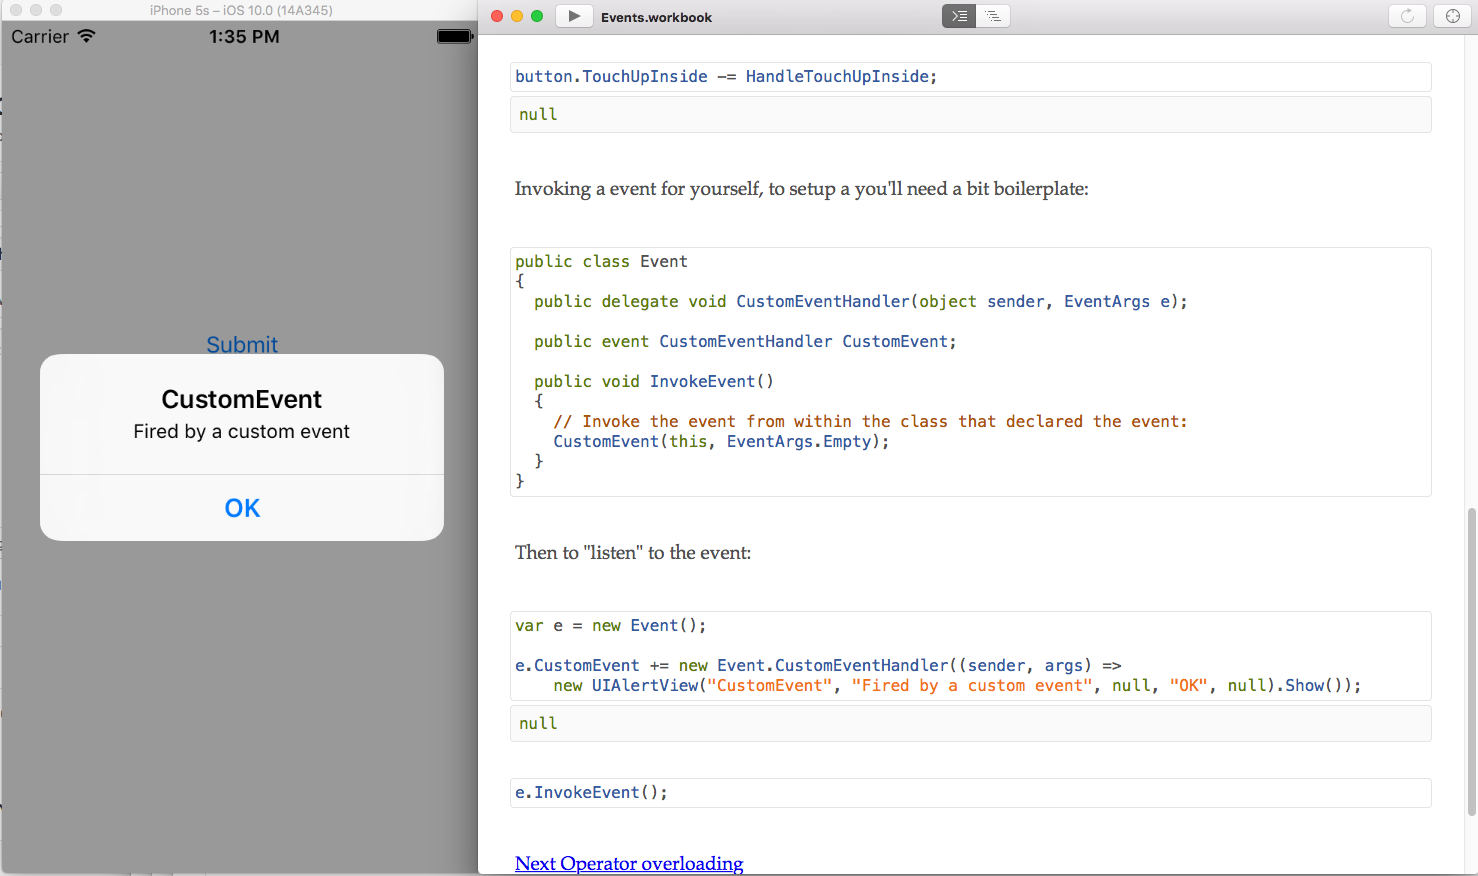 iPhone 5s – iOS 10.0 (14A345)
Carrier
1:35 PM
Submit
CustomEvent
Fired by a custom event
OK
Events.workbook
button.TouchUpInside -= HandleTouchUpInside;
null
Invoking a event for yourself, to setup a you'll need a bit boilerplate:
public class Event
{
  public delegate void CustomEventHandler(object sender, EventArgs e);
  public event CustomEventHandler CustomEvent;
  public void InvokeEvent()
  {
    // Invoke the event from within the class that declared the event:
    CustomEvent(this, EventArgs.Empty);
  }
}
Then to "listen" to the event:
var e = new Event();
e.CustomEvent += new Event.CustomEventHandler((sender, args) =>
    new UIAlertView("CustomEvent", "Fired by a custom event", null, "OK", null).Show());
null
e.InvokeEvent();
Next Operator overloading